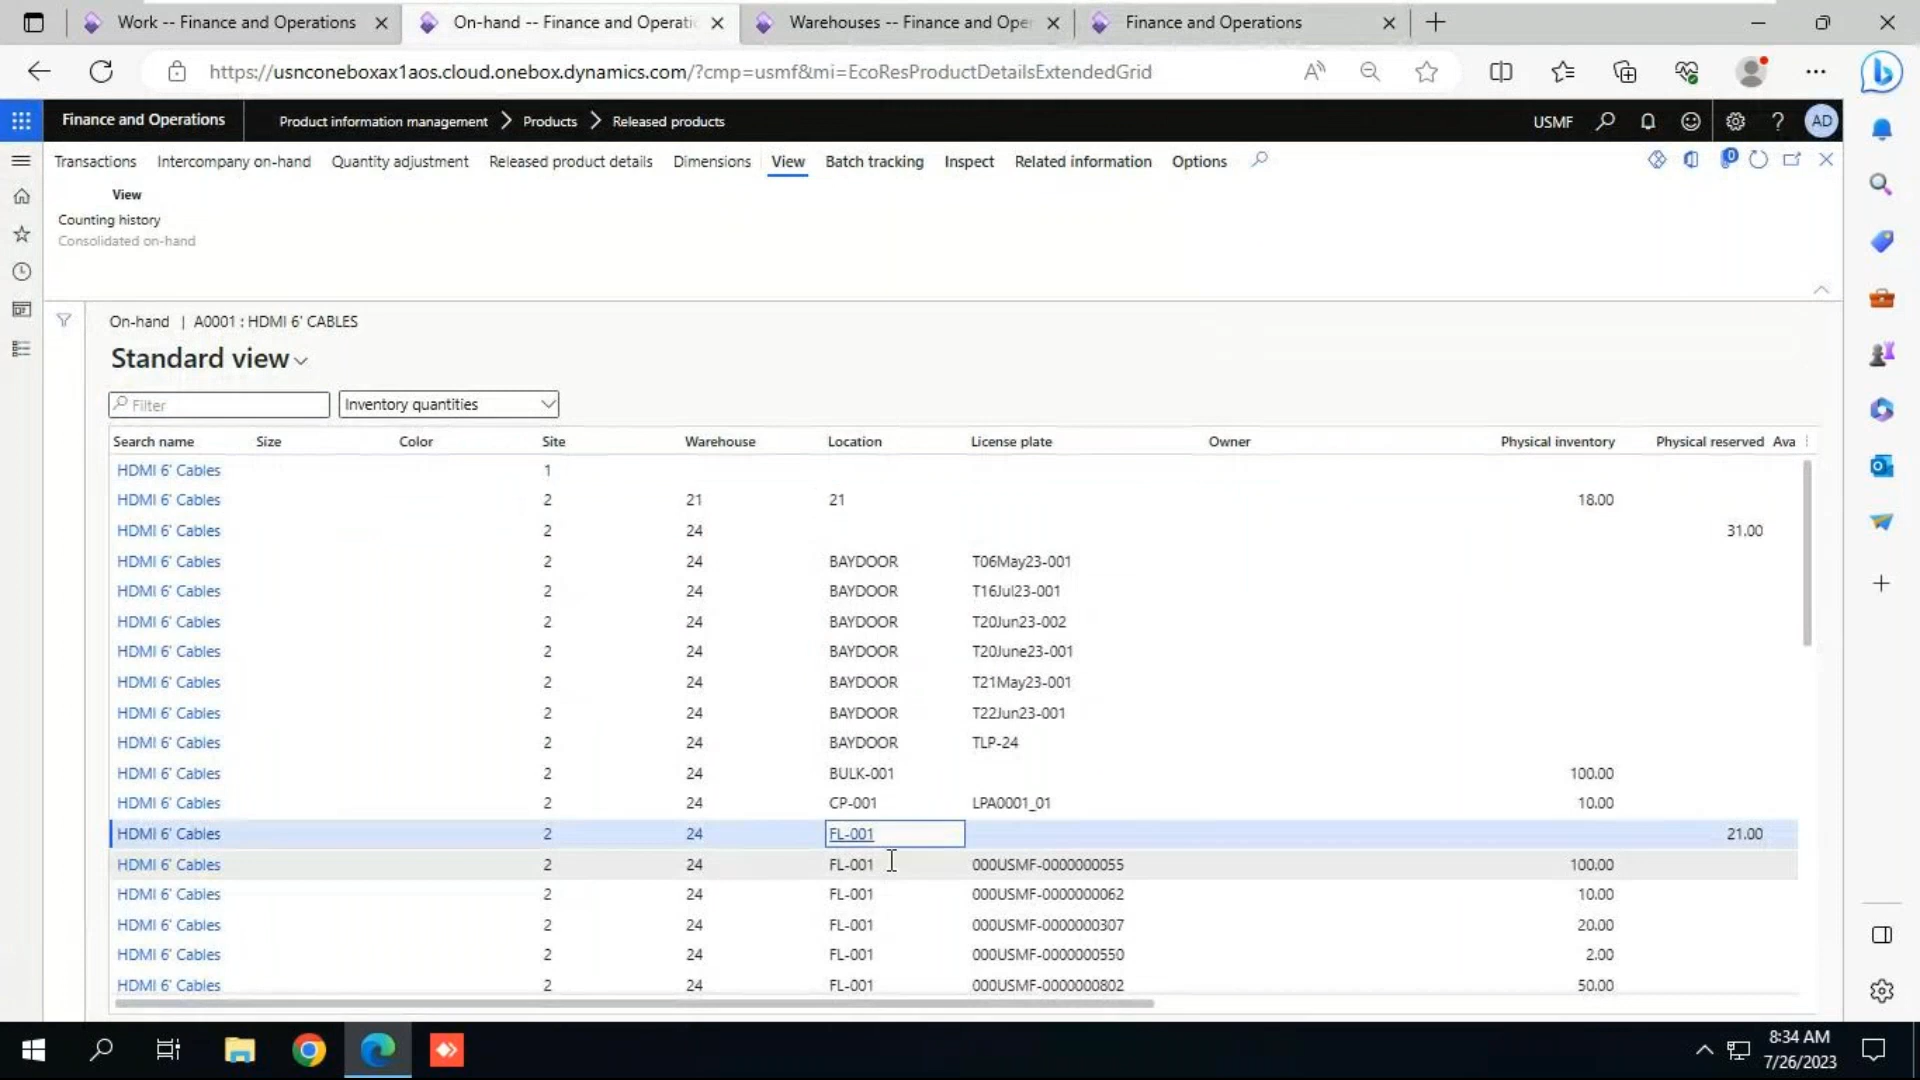 Work -- Finance and Operations
On-hand -- Finance and Operati
Warehouses -- Finance and Ope
Finance and Operations
https://usnconeboxax1aos.cloud.onebox.dynamics.com/?cmp=usmf&mi=EcoResProductDetailsExtendedGrid
Finance and Operations
Product information management > Products > Released products
USMF
AD
Transactions Intercompany on-hand Quantity adjustment Released product details Dimensions View Batch tracking Inspect Related information Options
0
View
Counting history
Consolidated on-hand
On-hand | A0001 : HDMI 6' CABLES
Standard view
Filter
Inventory quantities
Search name Size Color Site Warehouse Location License plate Owner Physical inventory Physical reserved Ava
HDMI 6' Cables 1
HDMI 6' Cables 2 21 21 18.00
HDMI 6' Cables 2 24 31.00
HDMI 6' Cables 2 24 BAYDOOR T06May23-001
HDMI 6' Cables 2 24 BAYDOOR T16Jul23-001
HDMI 6' Cables 2 24 BAYDOOR T20Jun23-002
HDMI 6' Cables 2 24 BAYDOOR T20June23-001
HDMI 6' Cables 2 24 BAYDOOR T21May23-001
HDMI 6' Cables 2 24 BAYDOOR T22Jun23-001
HDMI 6' Cables 2 24 BAYDOOR TLP-24
HDMI 6' Cables 2 24 BULK-001 100.00
HDMI 6' Cables 2 24 CP-001 LPA0001_01 10.00
HDMI 6' Cables 2 24 FL-001 21.00
HDMI 6' Cables 2 24 FL-001 000USMF-0000000055 100.00
HDMI 6' Cables 2 24 FL-001 000USMF-0000000062 10.00
HDMI 6' Cables 2 24 FL-001 000USMF-0000000307 20.00
HDMI 6' Cables 2 24 FL-001 000USMF-0000000550 2.00
HDMI 6' Cables 2 24 FL-001 000USMF-0000000802 50.00
8:34 AM
7/26/2023